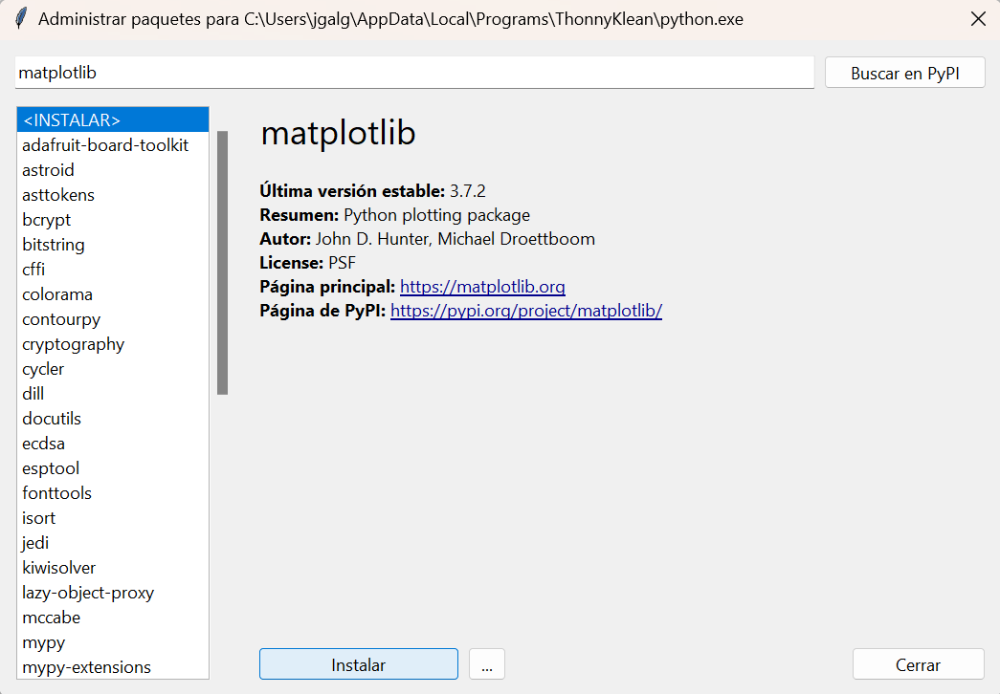 Administrar paquetes para C:\Users\jgalg\AppData\Local\Programs\ThonnyKlean\python.exe
matplotlib
Buscar en PyPI
<INSTALAR>
adafruit-board-toolkit
astroid
asttokens
bcrypt
bitstring
cffi
colorama
contourpy
cryptography
cycler
dill
docutils
ecdsa
esptool
fonttools
isort
jedi
kiwisolver
lazy-object-proxy
mccabe
mypy
mypy-extensions
matplotlib
Última versión estable: 3.7.2
Resumen: Python plotting package
Autor: John D. Hunter, Michael Droettboom
License: PSF
Página principal: https://matplotlib.org
Página de PyPI: https://pypi.org/project/matplotlib/
Instalar
...
Cerrar